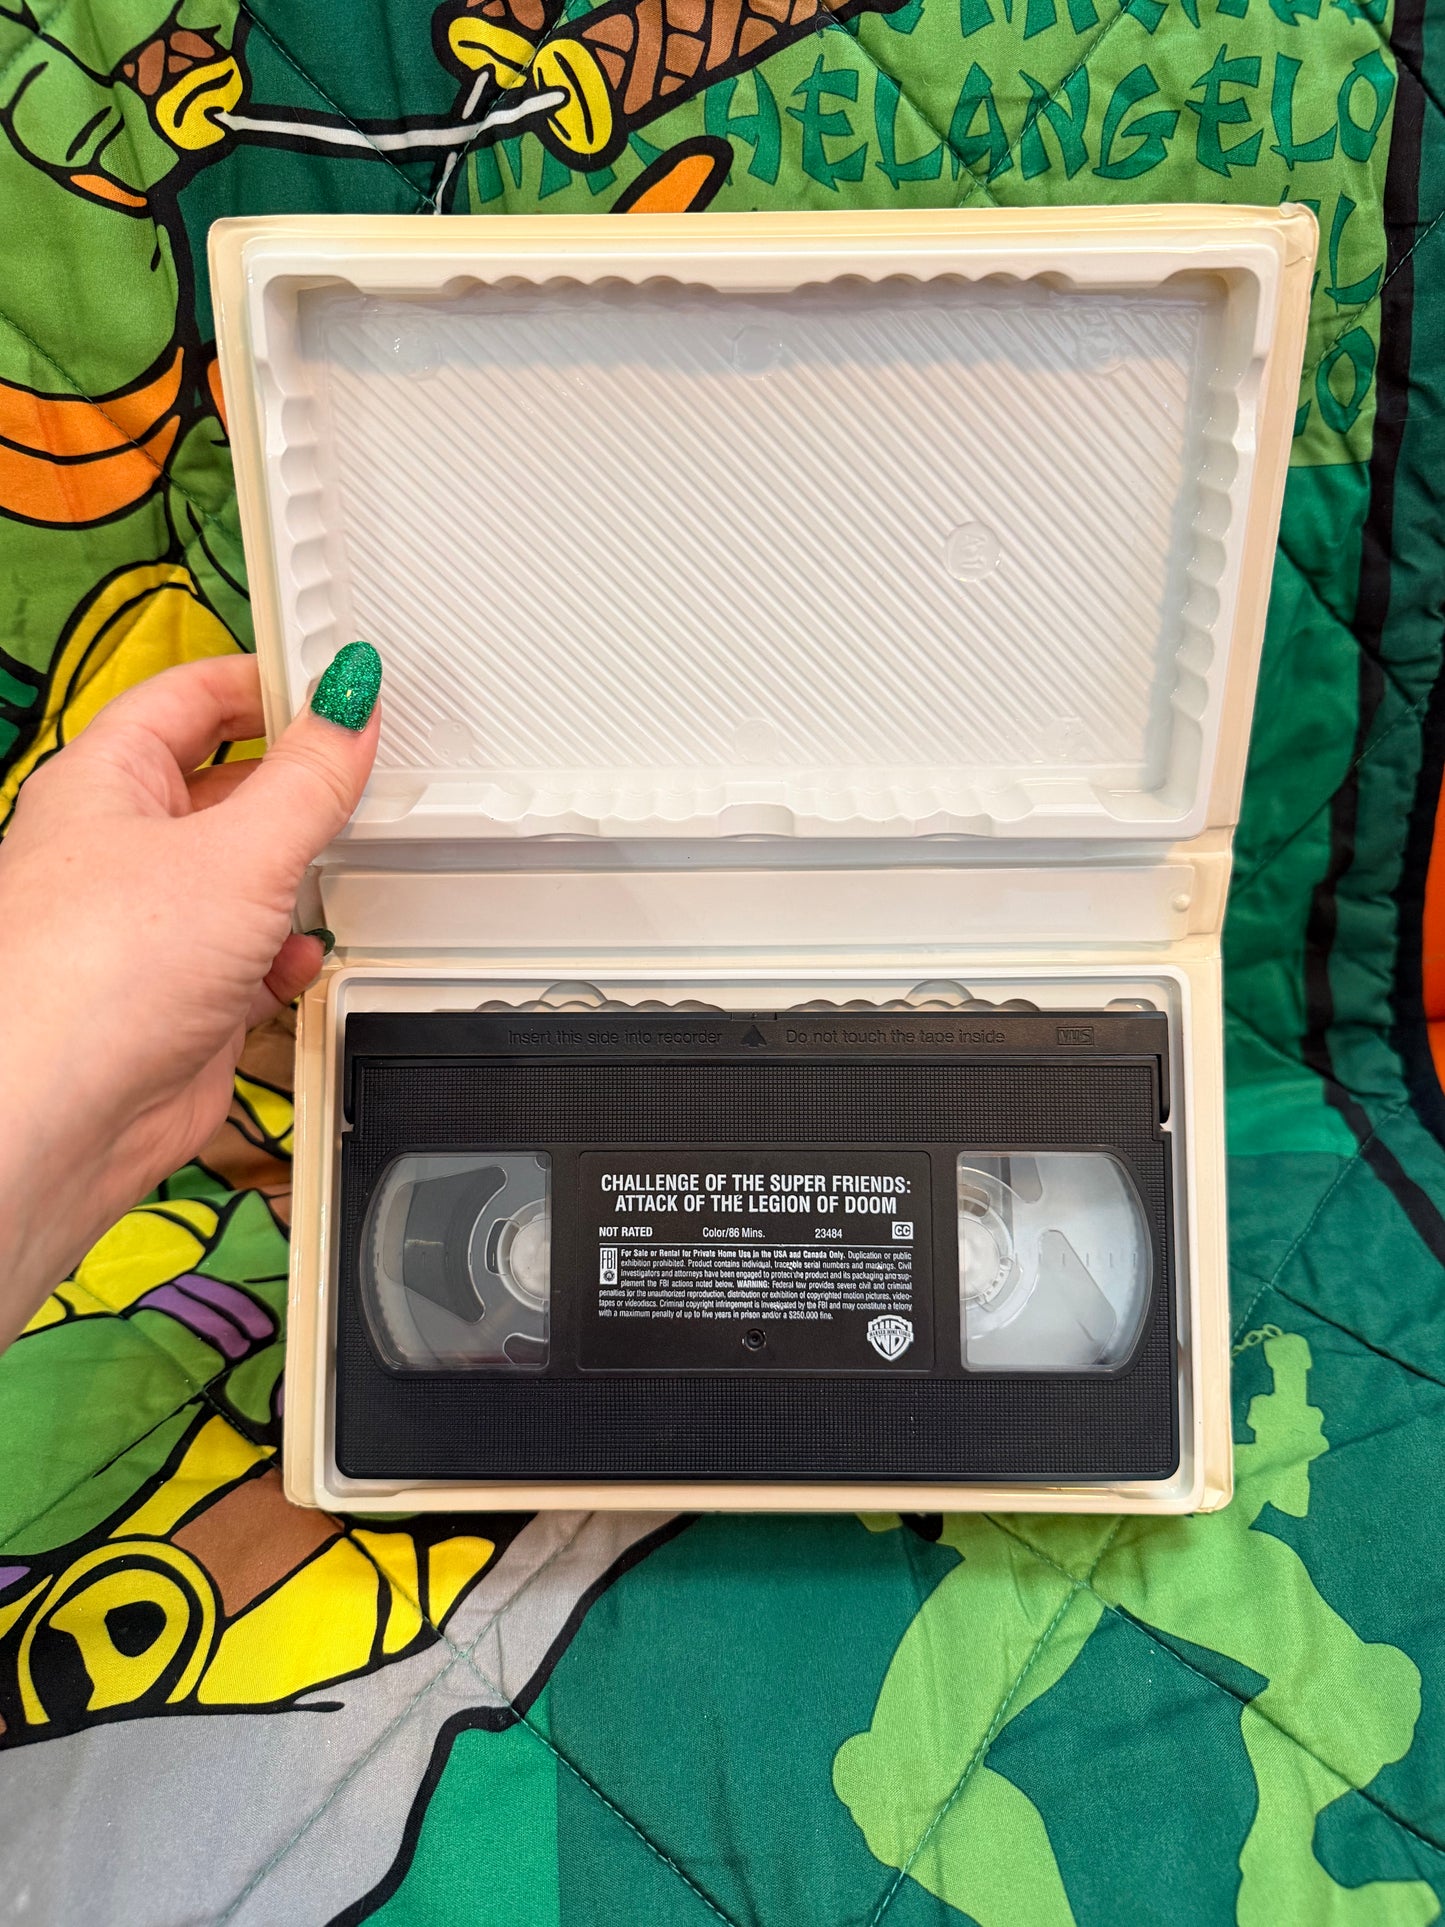 MICHELANGELO
A-1
Insert this side into recorder Do not touch the tape inside VHS
CHALLENGE OF THE SUPER FRIENDS:
ATTACK OF THE LEGION OF DOOM
NOT RATED Color/86 Mins. 23484 CC
FBI For Sale or Rental for Private Home Use in the USA and Canada Only. Duplication or public
exhibition prohibited. Product contains individual, traceable serial numbers and markings. Civil
investigators and attorneys have been engaged to protect the product and its packaging and sup-
plement the FBI actions noted below. WARNING: Federal law provides severe civil and criminal
penalties for the unauthorized reproduction, distribution or exhibition of copyrighted motion pictures, video-
tapes or videodiscs. Criminal copyright infringement is investigated by the FBI and may constitute a felony
with a maximum penalty of up to five years in prison and/or a $250,000 fine.
WARNER HOME VIDEO